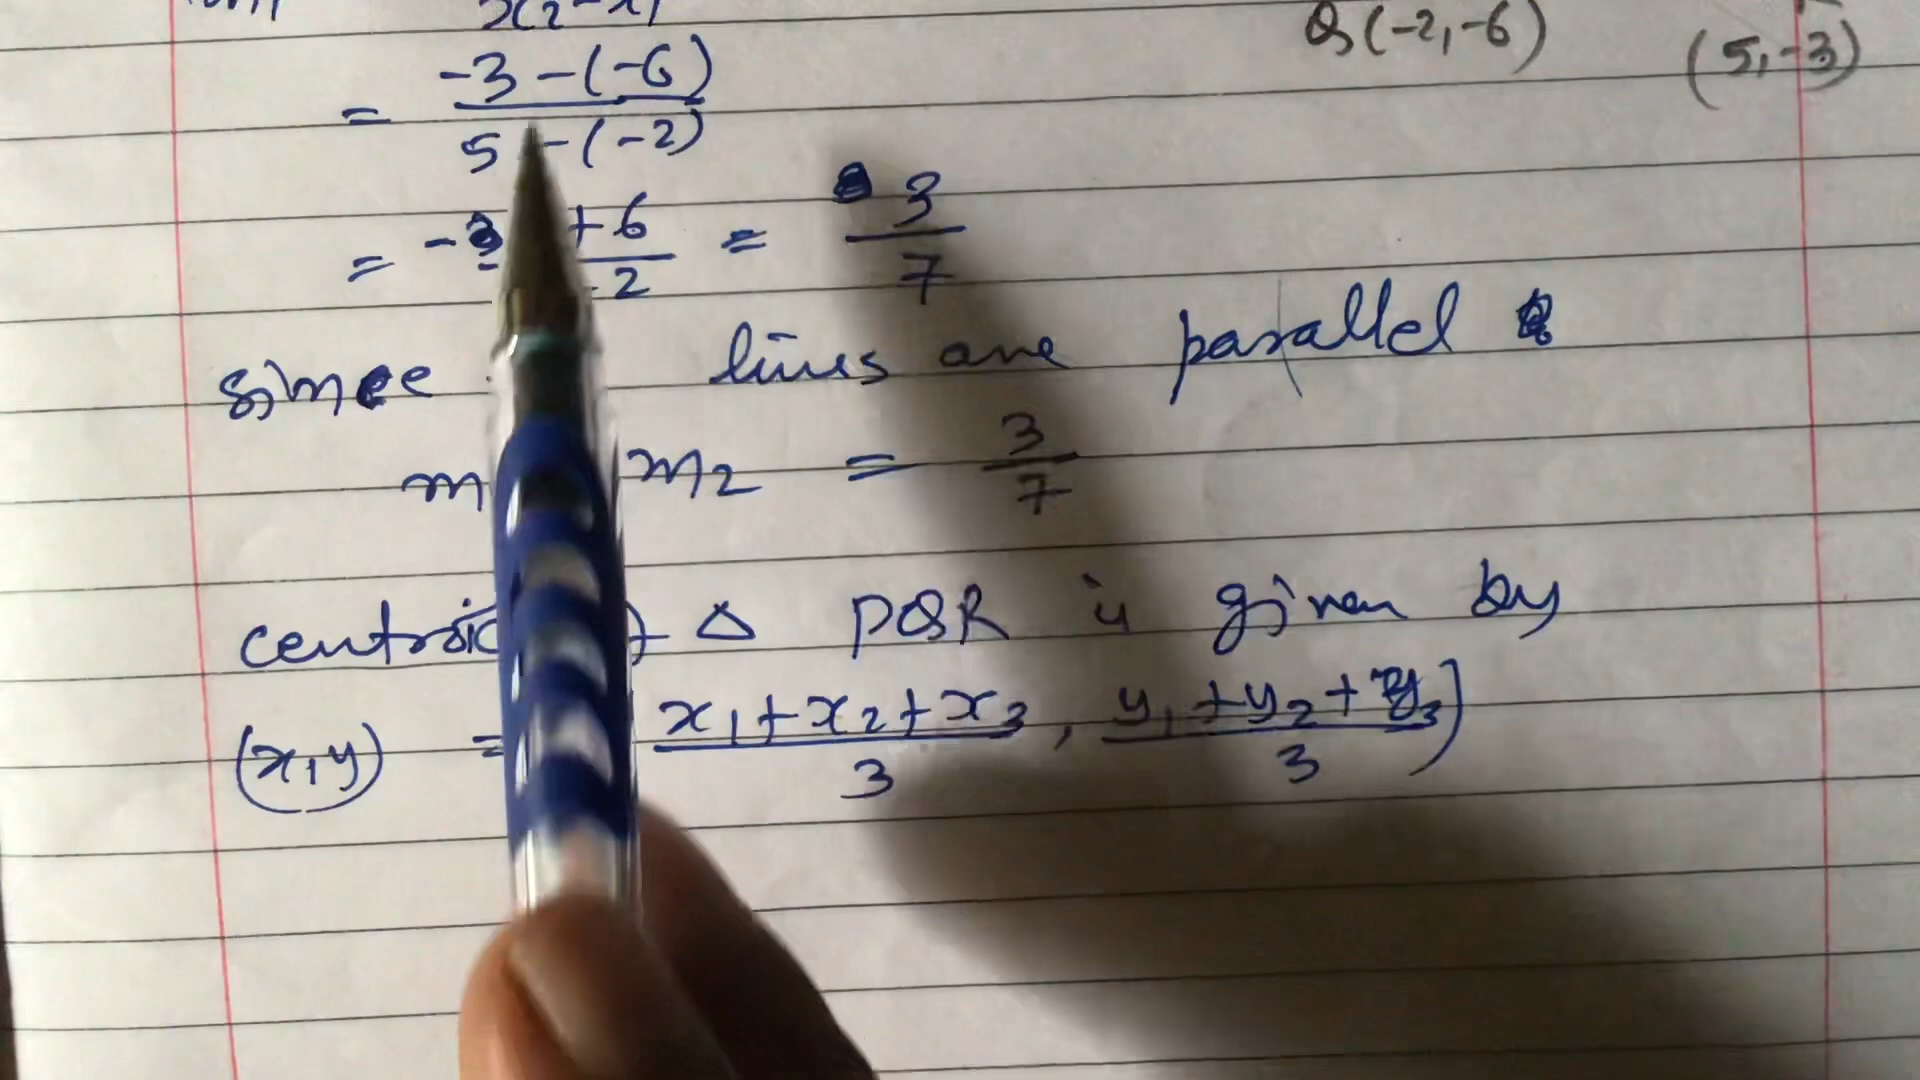 Q(-2,-6)
(5,-3)
= -3-(-6) / 5-(-2)
= -3 +6 / 2 = 3/7
since lines are parallel
m m2 = 3/7
centroid Δ PQR is given by
(x,y) = x1+x2+x3 / 3 , y1+y2+y3 / 3)